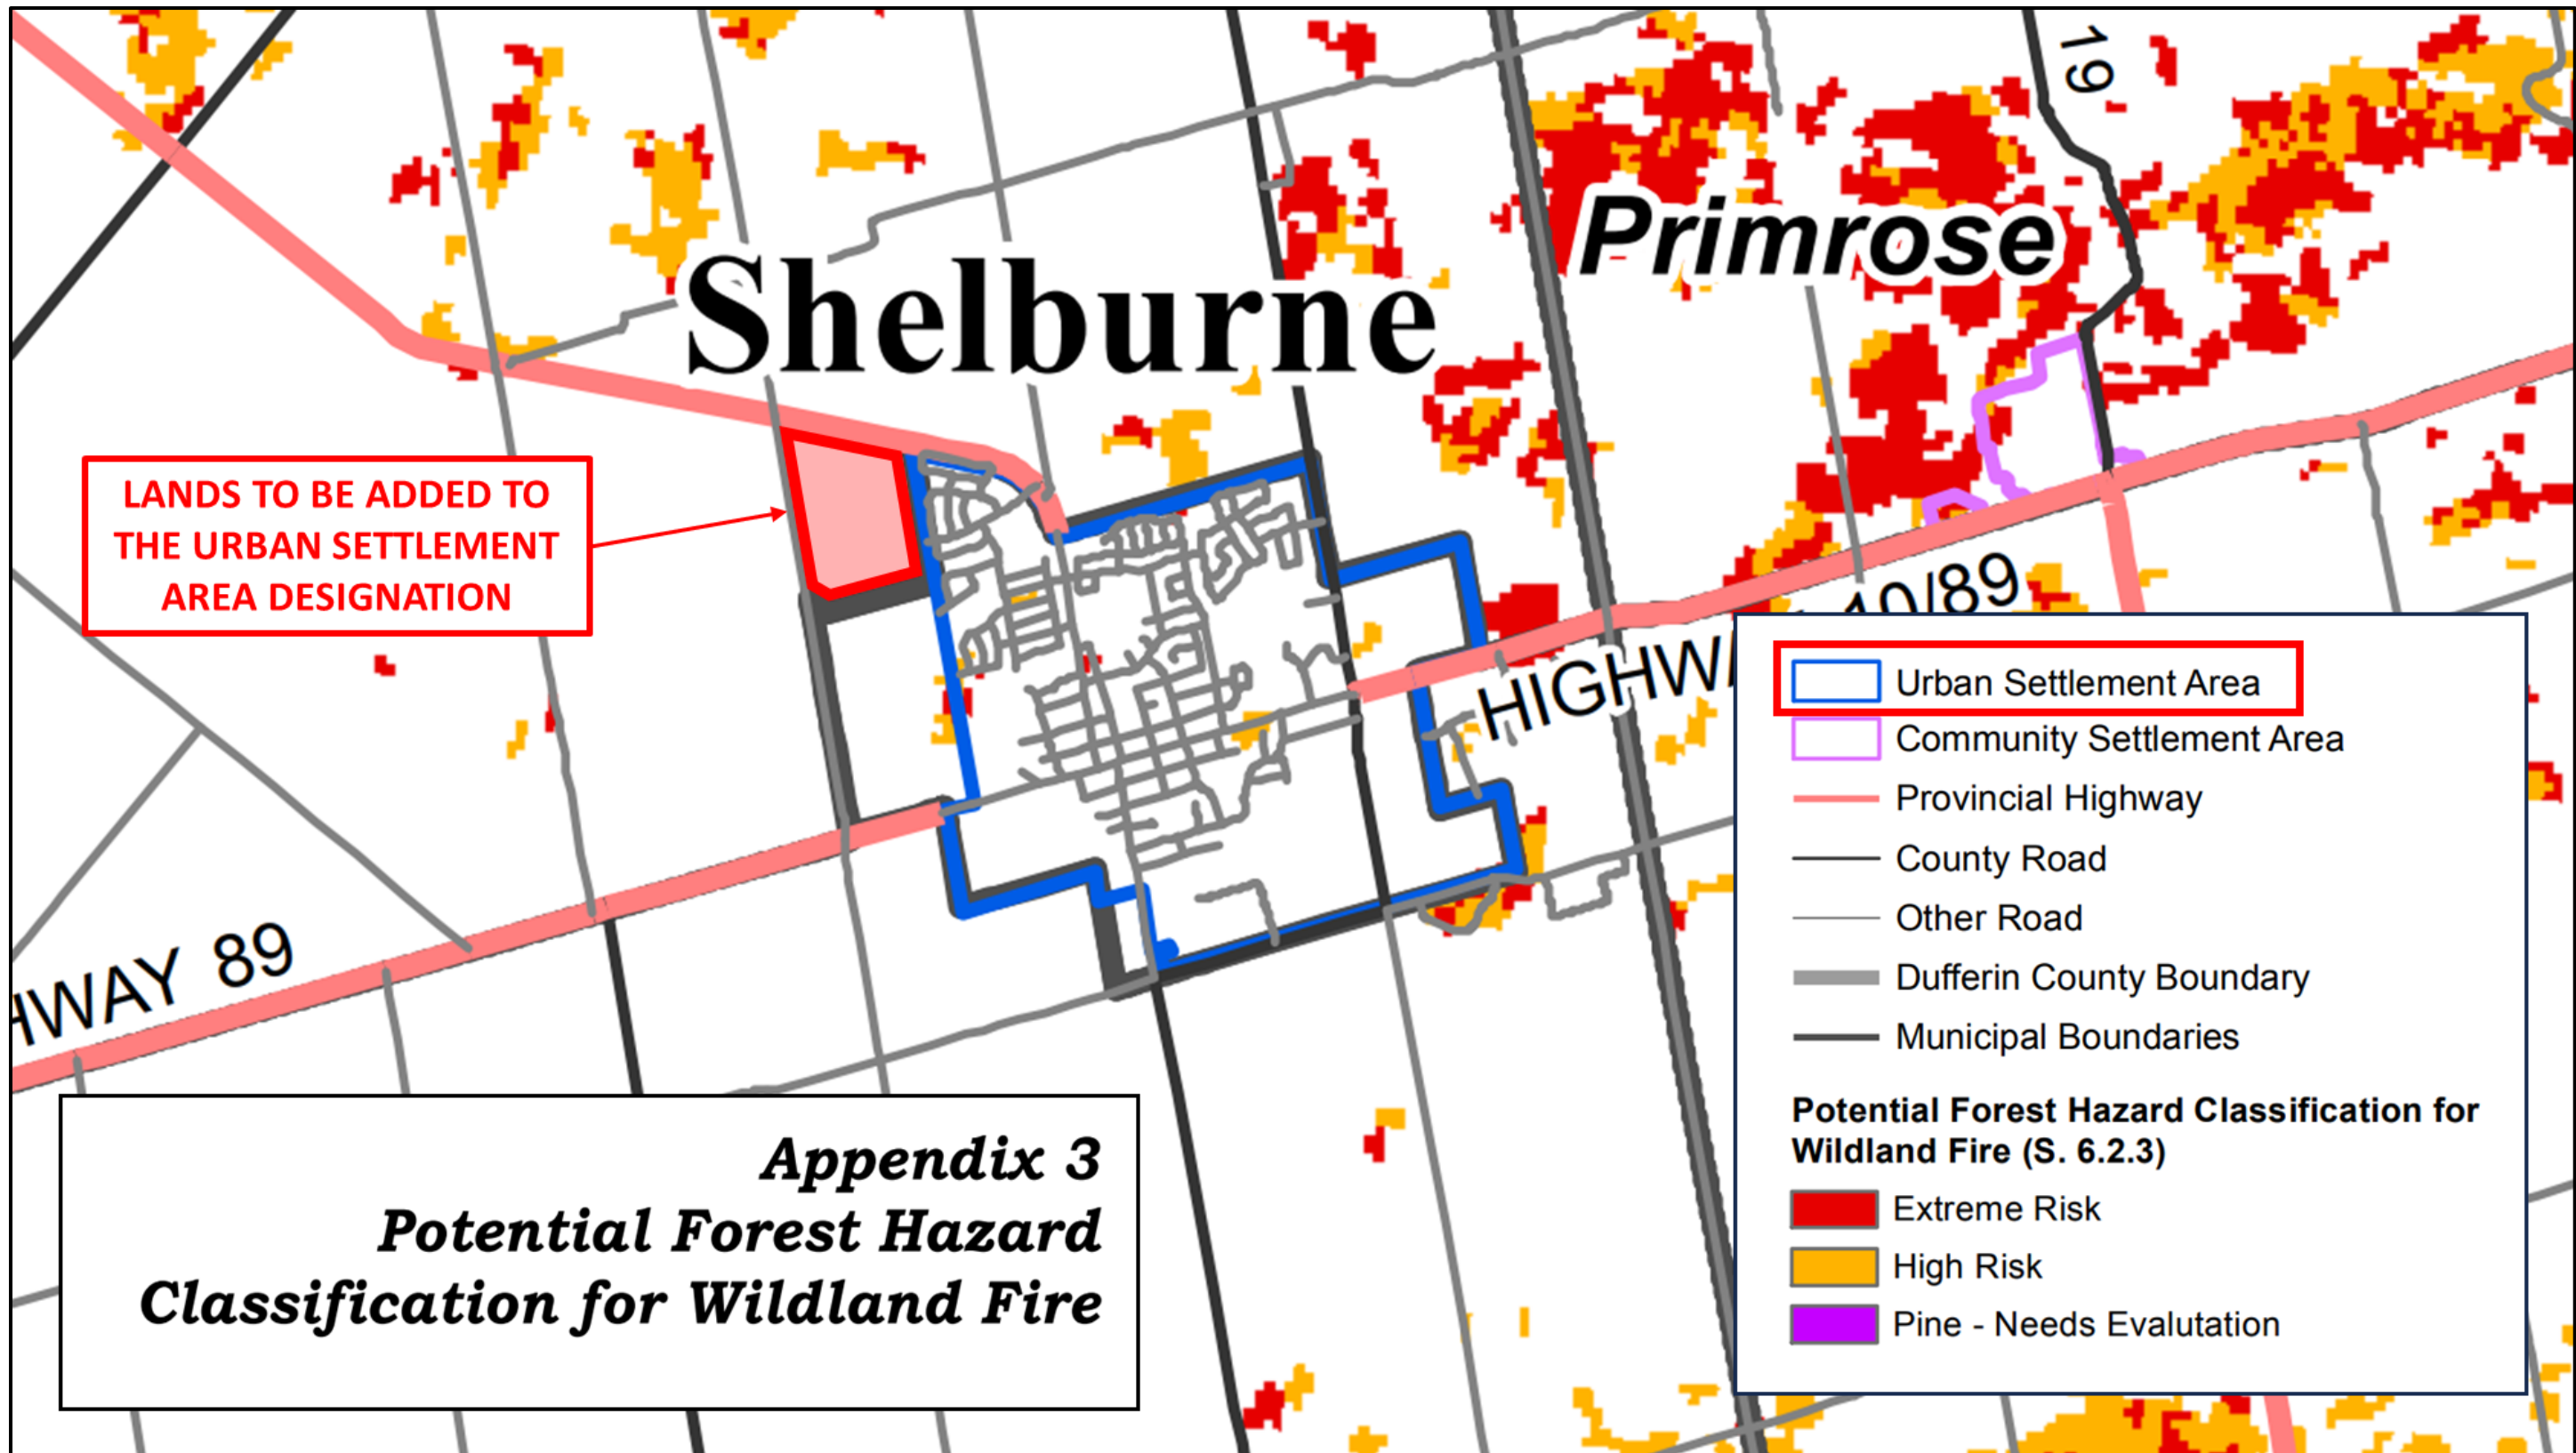 19
Primrose
Shelburne
LANDS TO BE ADDED TO
THE URBAN SETTLEMENT
AREA DESIGNATION
10/89
HWAY 89
Urban Settlement Area
Community Settlement Area
Provincial Highway
County Road
Other Road
Dufferin County Boundary
Municipal Boundaries
Potential Forest Hazard Classification for
Wildland Fire (S. 6.2.3)
Extreme Risk
High Risk
Pine - Needs Evalutation
Appendix 3
Potential Forest Hazard
Classification for Wildland Fire